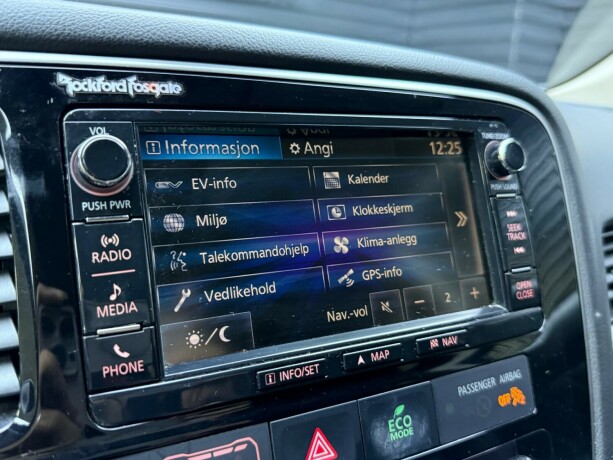 Rockford Fosgate
VOL
PUSH PWR
RADIO
MEDIA
PHONE
Informasjon
Angi
12:25
EV-info
Kalender
Miljø
Klokkeskjerm
Talekommandohjelp
Klima-anlegg
Vedlikehold
GPS-info
Nav.-vol
− 2 +
PUSH SOUND
SEEK/
TRACK
OPEN
CLOSE
INFO/SET
MAP
NAV
ECO
MODE
PASSENGER AIRBAG
OFF